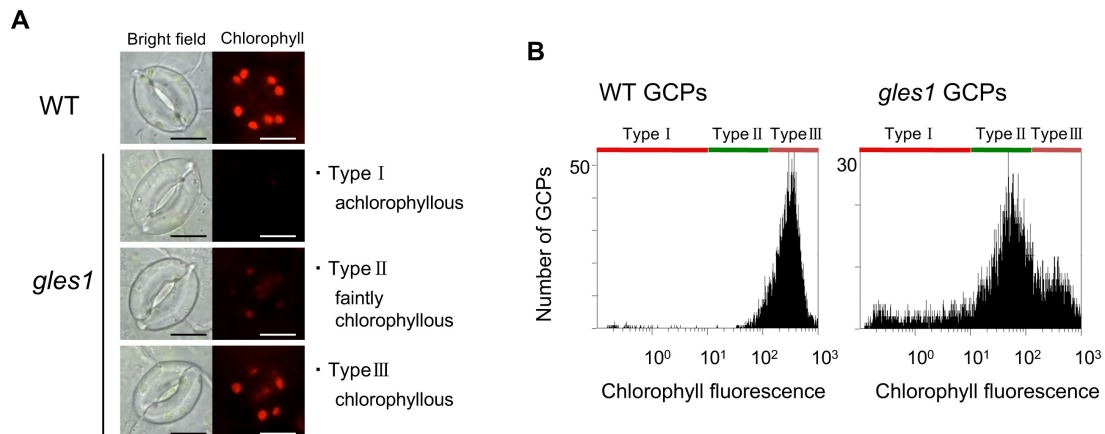 A
Bright field Chlorophyll
WT
gles1
· Type Ⅰ
achlorophyllous
· Type Ⅱ
faintly
chlorophyllous
· Type Ⅲ
chlorophyllous
B
WT GCPs
gles1 GCPs
Type Ⅰ Type Ⅱ Type Ⅲ
Type Ⅰ Type Ⅱ Type Ⅲ
50
30
Number of GCPs
10⁰ 10¹ 10² 10³
10⁰ 10¹ 10² 10³
Chlorophyll fluorescence
Chlorophyll fluorescence